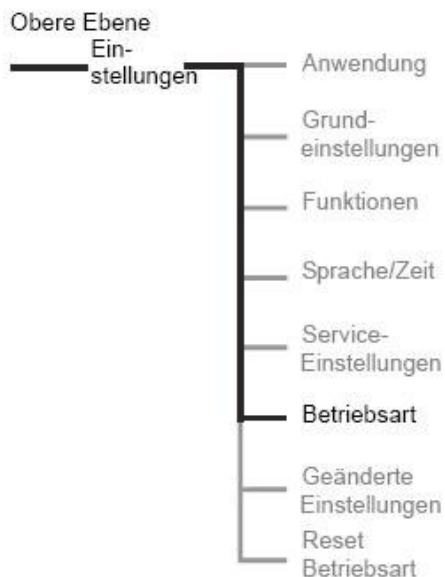 Obere Ebene
Ein-
stellungen
Anwendung
Grund-
einstellungen
Funktionen
Sprache/Zeit
Service-
Einstellungen
Betriebsart
Geänderte
Einstellungen
Reset
Betriebsart